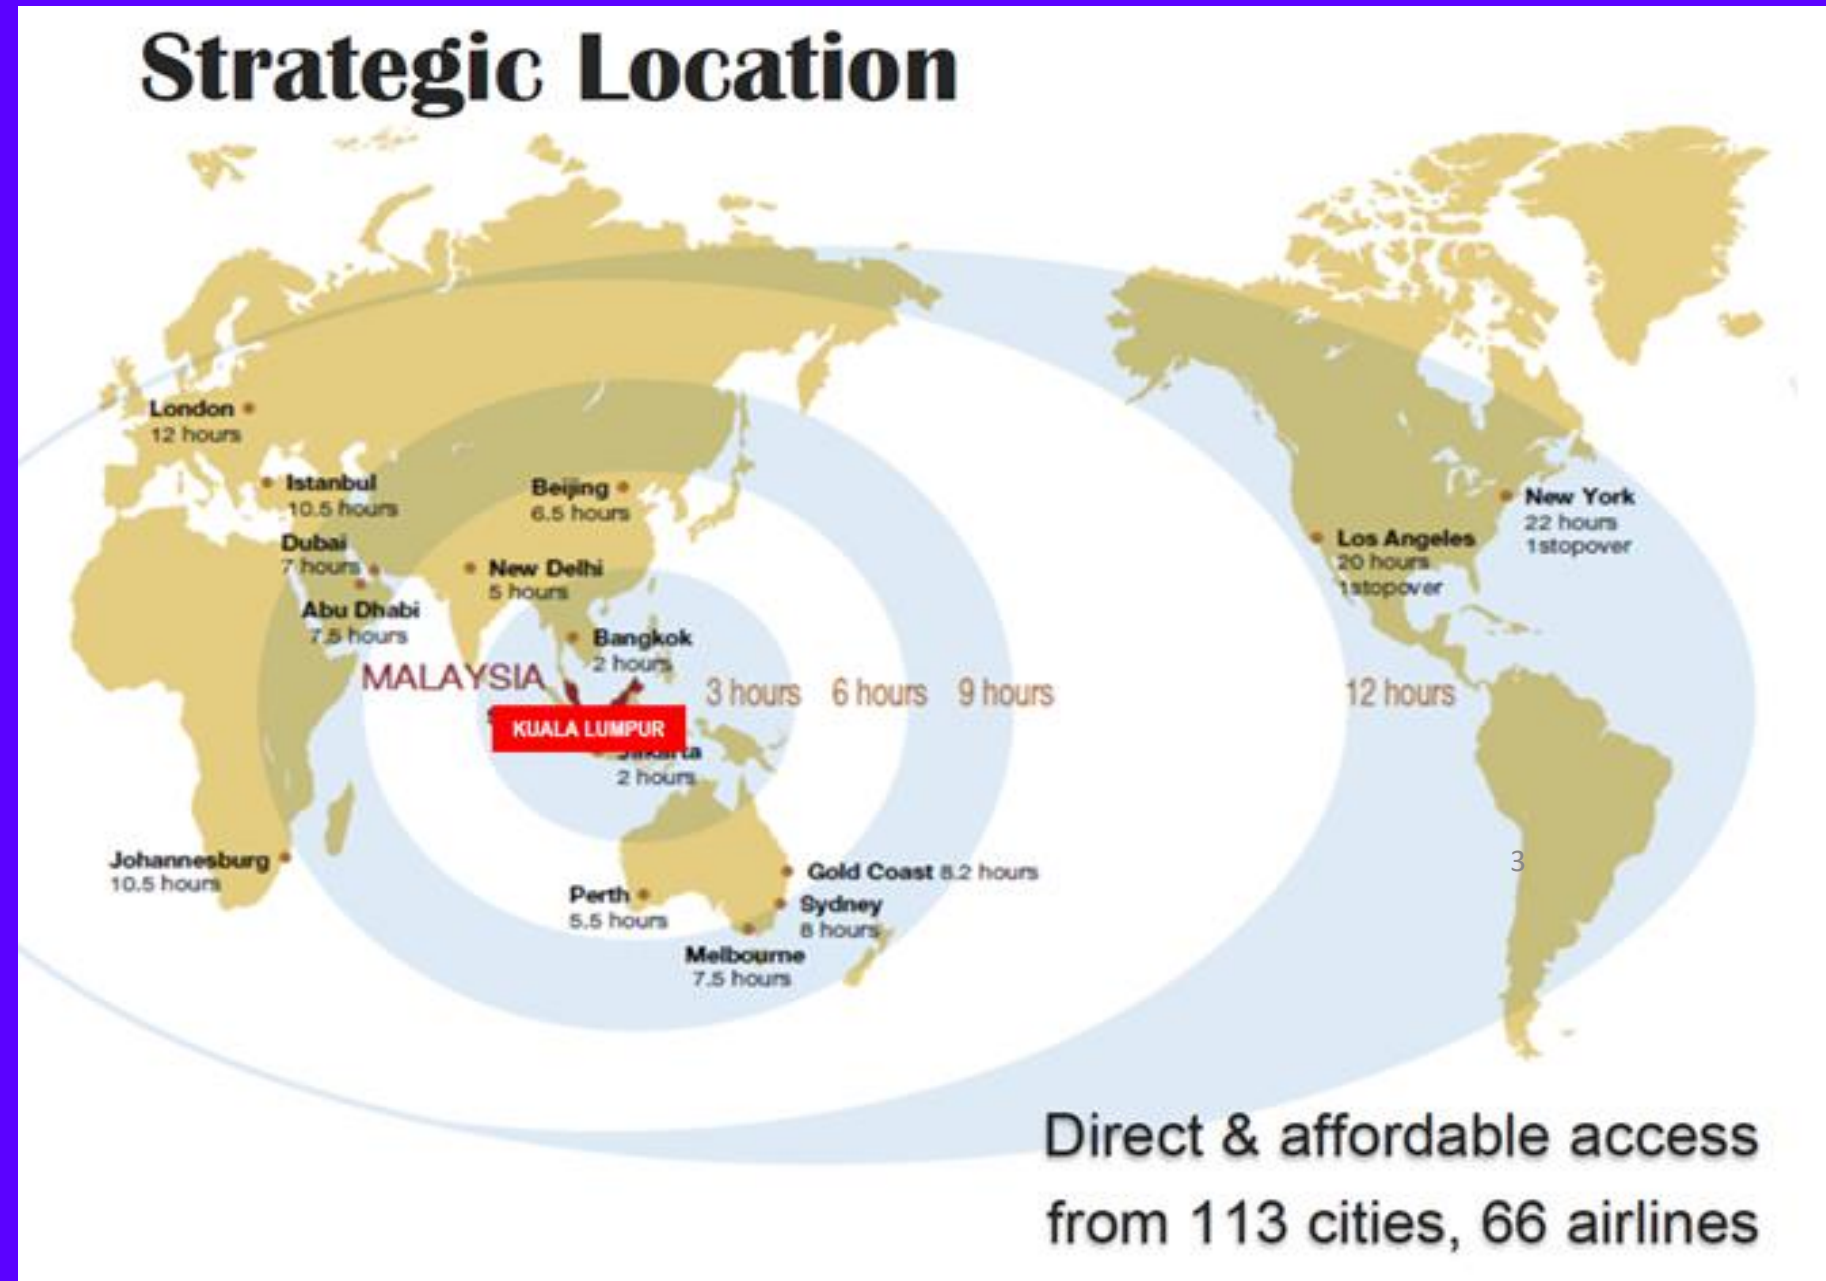 Strategic Location
London
12 hours
Istanbul
10.5 hours
Beijing
6.5 hours
New York
22 hours
1stopover
Dubai
7 hours
Los Angeles
20 hours
1stopover
New Delhi
5 hours
Abu Dhabi
7.5 hours
Bangkok
2 hours
MALAYSIA
3 hours 6 hours 9 hours 12 hours
KUALA LUMPUR
2 hours
Johannesburg
10.5 hours
3
Gold Coast 8.2 hours
Perth
5.5 hours
Sydney
8 hours
Melbourne
7.5 hours
Direct & affordable access
from 113 cities, 66 airlines